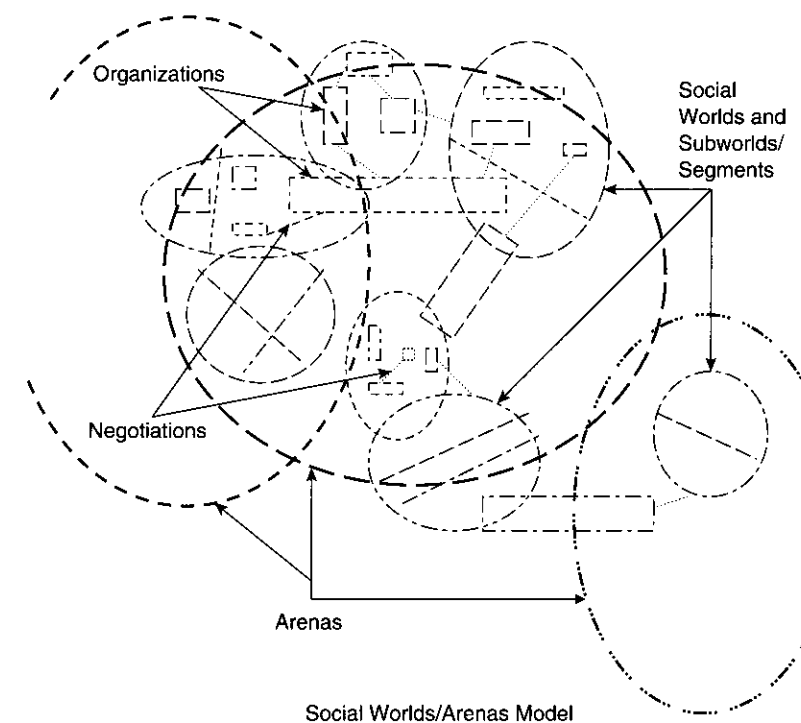 Organizations
Social
Worlds and
Subworlds/
Segments
Negotiations
Arenas
Social Worlds/Arenas Model